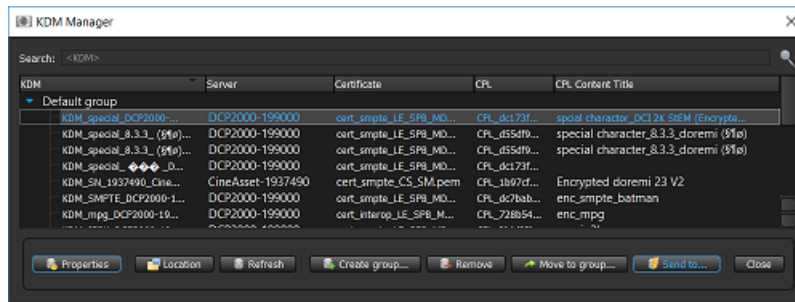 KDM Manager
Search: <KDM>
KDM Server Certificate CPL CPL Content Title
Default group
KDM_special_DCP2000-... DCP2000-199000 cert_smpte_LE_SPB_MD... CPL_dc173f... spcial charactor_DCI 2K StEM (Encrypte...
KDM_special_8.3.3_ (§¶ø)... DCP2000-199000 cert_smpte_LE_SPB_MD... CPL_d55df9... special character_8.3.3_doremi (§¶ø)
KDM_special_8.3.3_ (§¶ø)... DCP2000-199000 cert_smpte_LE_SPB_MD... CPL_d55df9... special character_8.3.3_doremi (§¶ø)
KDM_special_ ��� _D... DCP2000-199000 cert_smpte_LE_SPB_MD... CPL_dc173f...
KDM_SN_1937490_Cine... CineAsset-1937490 cert_smpte_CS_SM.pem CPL_1b97cf... Encrypted doremi 23 V2
KDM_SMPTE_DCP2000-1... DCP2000-199000 cert_smpte_LE_SPB_MD... CPL_dc7bab... enc_smpte_batman
KDM_mpg_DCP2000-19... DCP2000-199000 cert_interop_LE_SPB_M... CPL_728b54... enc_mpg
Properties Location Refresh Create group... Remove Move to group... Send to... Close